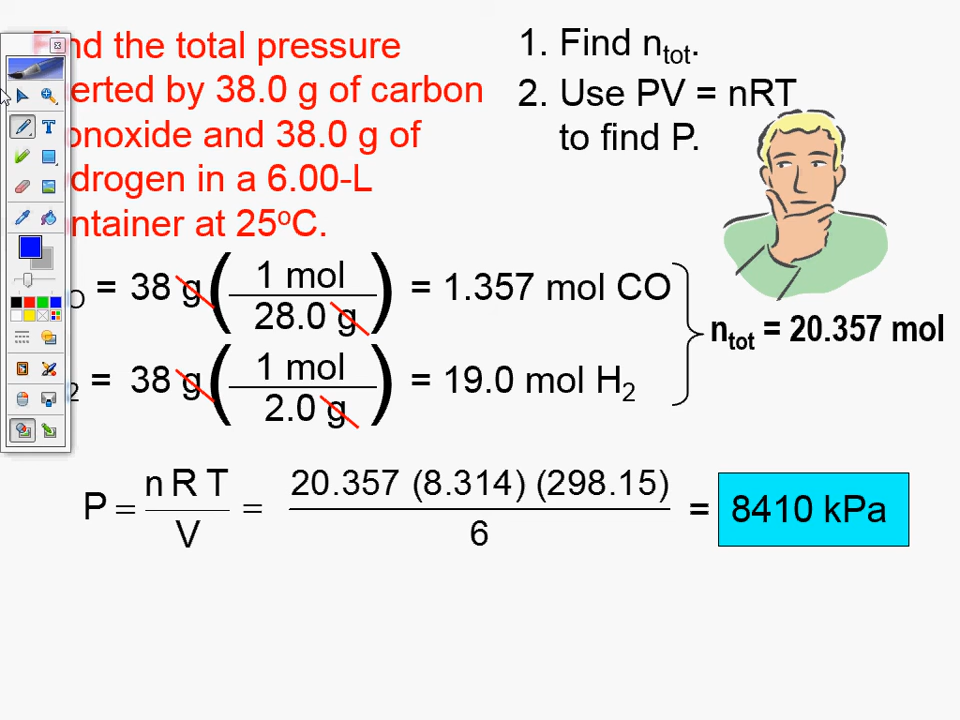 nd the total pressure
erted by 38.0 g of carbon
onoxide and 38.0 g of
drogen in a 6.00-L
ntainer at 25°C.
1. Find n_tot.
2. Use PV = nRT
to find P.
= 38 g ( 1 mol / 28.0 g ) = 1.357 mol CO
2 = 38 g ( 1 mol / 2.0 g ) = 19.0 mol H₂
n_tot = 20.357 mol
P = n R T / V = 20.357 (8.314) (298.15) / 6 = 8410 kPa